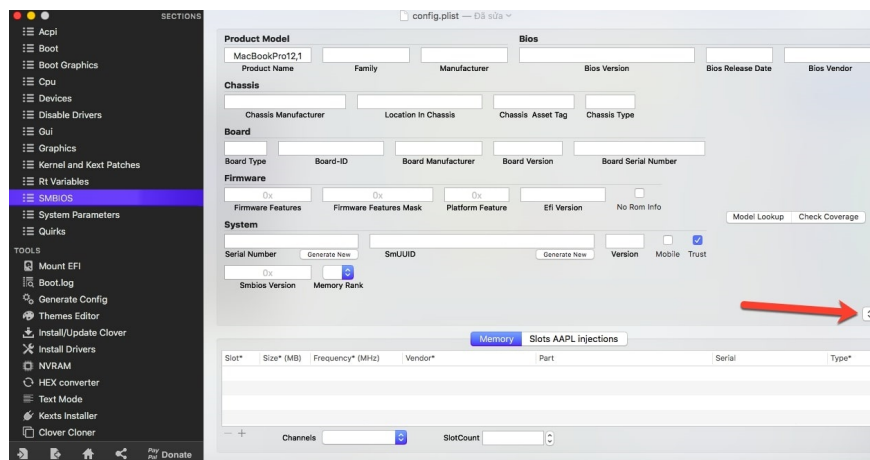 SECTIONS
config.plist — Đã sửa
Acpi
Boot
Boot Graphics
Cpu
Devices
Disable Drivers
Gui
Graphics
Kernel and Kext Patches
Rt Variables
SMBIOS
System Parameters
Quirks
TOOLS
Mount EFI
Boot.log
Generate Config
Themes Editor
Install/Update Clover
Install Drivers
NVRAM
HEX converter
Text Mode
Kexts Installer
Clover Cloner
Pay Pal Donate
Product Model Bios
MacBookPro12,1
Product Name Family Manufacturer Bios Version Bios Release Date Bios Vendor
Chassis
Chassis Manufacturer Location In Chassis Chassis Asset Tag Chassis Type
Board
Board Type Board-ID Board Manufacturer Board Version Board Serial Number
Firmware
0x 0x 0x
Firmware Features Firmware Features Mask Platform Feature Efi Version No Rom Info
Model Lookup Check Coverage
System
Serial Number Generate New SmUUID Generate New Version Mobile Trust
0x
Smbios Version Memory Rank
Memory Slots AAPL injections
Slot* Size* (MB) Frequency* (MHz) Vendor* Part Serial Type*
Channels SlotCount